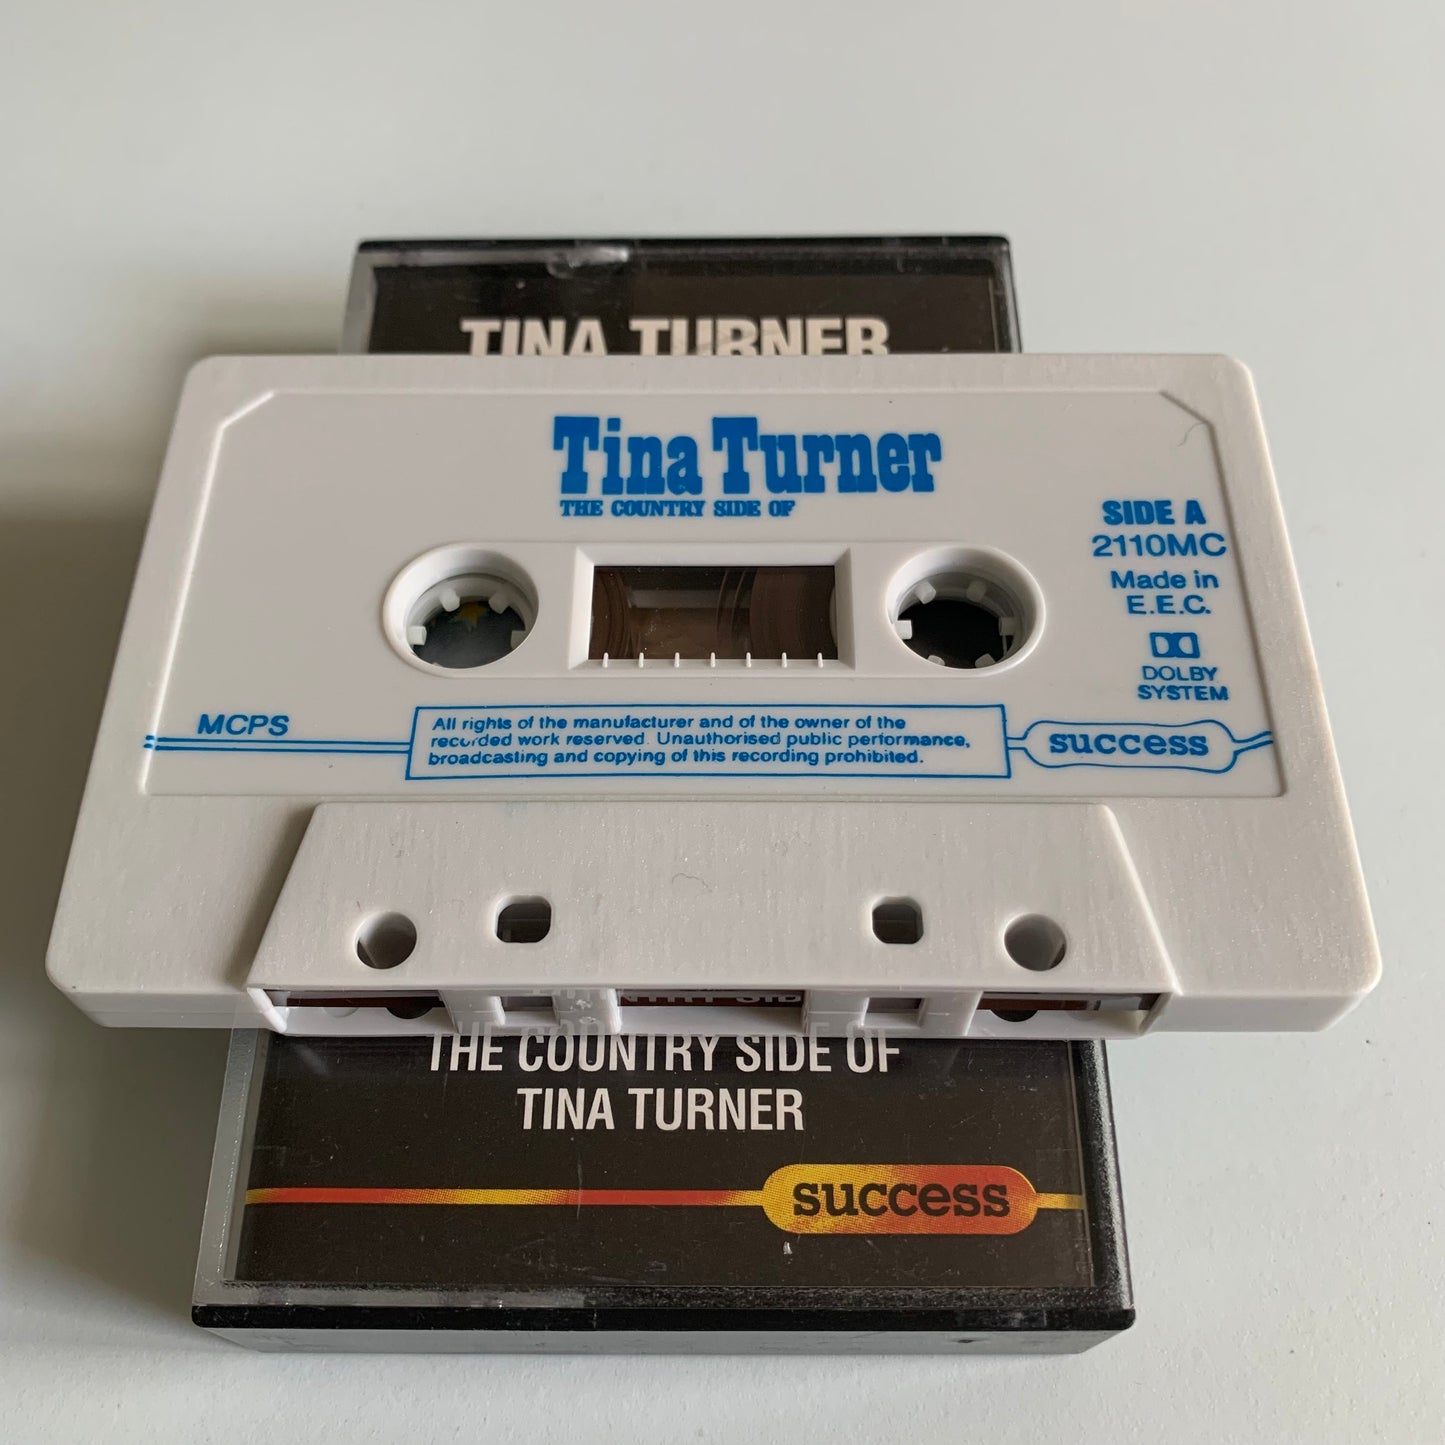 TINA TURNER
Tina Turner
THE COUNTRY SIDE OF
SIDE A
2110MC
Made in
E.E.C.
DOLBY
SYSTEM
MCPS
All rights of the manufacturer and of the owner of the
recorded work reserved. Unauthorised public performance,
broadcasting and copying of this recording prohibited.
success
THE COUNTRY SIDE OF
TINA TURNER
success